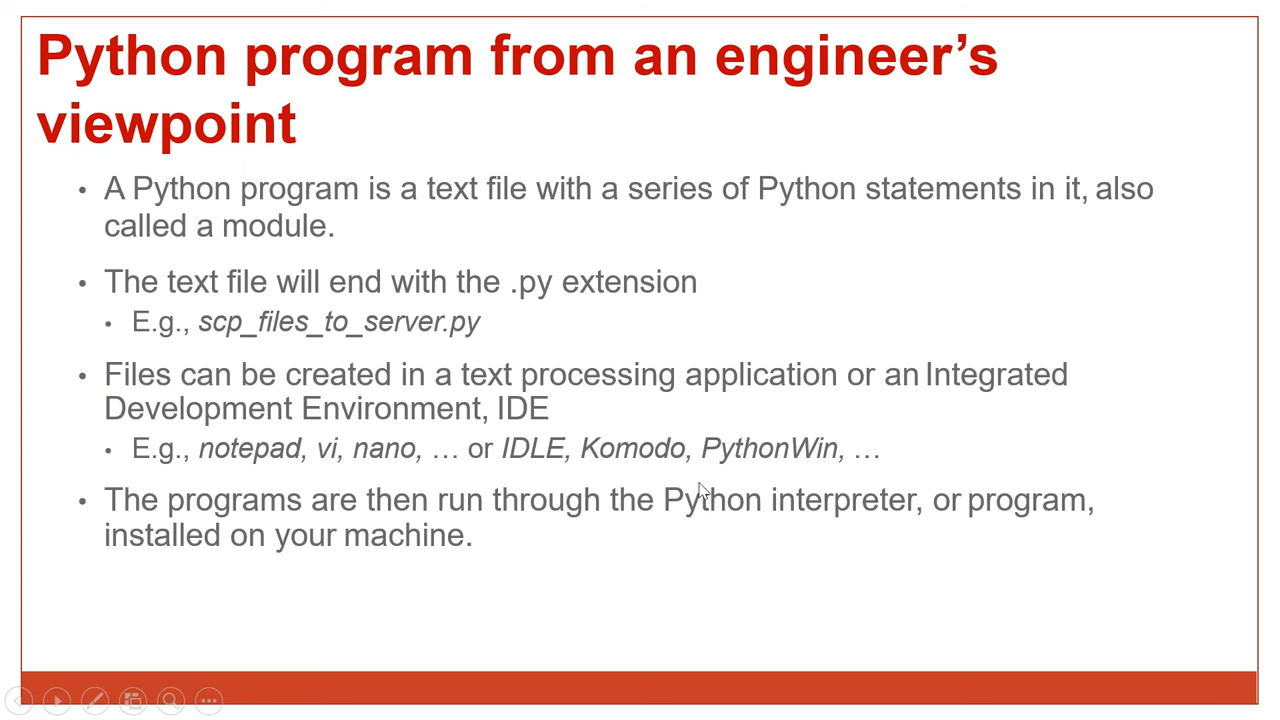 Python program from an engineer’s
viewpoint
• A Python program is a text file with a series of Python statements in it, also
called a module.
• The text file will end with the .py extension
• E.g., scp_files_to_server.py
• Files can be created in a text processing application or an Integrated
Development Environment, IDE
• E.g., notepad, vi, nano, … or IDLE, Komodo, PythonWin, …
• The programs are then run through the Python interpreter, or program,
installed on your machine.